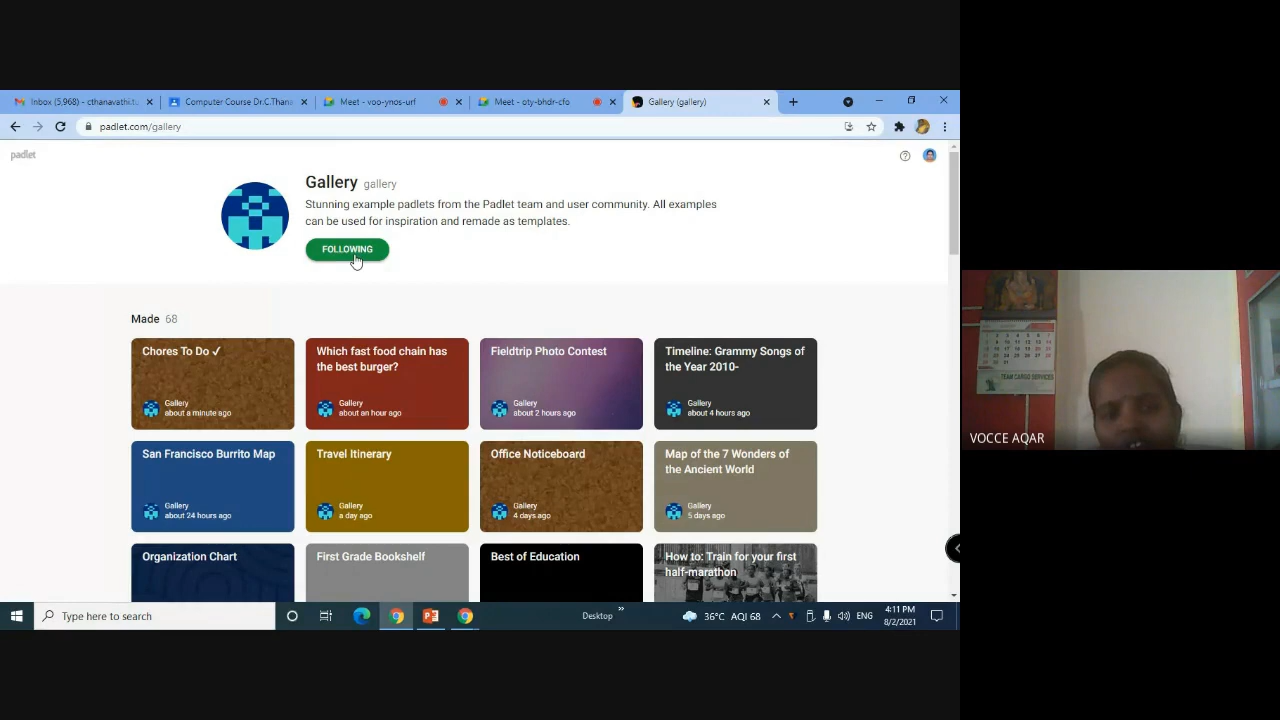 Inbox (5,968) - cthanavathi.tu
Computer Course Dr.C.Thana
Meet - voo-ynos-urf
Meet - oty-bhdr-cfo
Gallery (gallery)
padlet.com/gallery
padlet
Gallery gallery
Stunning example padlets from the Padlet team and user community. All examples
can be used for inspiration and remade as templates.
FOLLOWING
Made 68
Chores To Do ✓
Gallery
about a minute ago
Which fast food chain has
the best burger?
Gallery
about an hour ago
Fieldtrip Photo Contest
Gallery
about 2 hours ago
Timeline: Grammy Songs of
the Year 2010-
Gallery
about 4 hours ago
San Francisco Burrito Map
Gallery
about 24 hours ago
Travel Itinerary
Gallery
a day ago
Office Noticeboard
Gallery
4 days ago
Map of the 7 Wonders of
the Ancient World
Gallery
5 days ago
Organization Chart
First Grade Bookshelf
Best of Education
How to: Train for your first
half-marathon
Type here to search
Desktop
36°C AQI 68
ENG
4:11 PM
8/2/2021
TEAM CARGO SERVICES
VOCCE AQAR